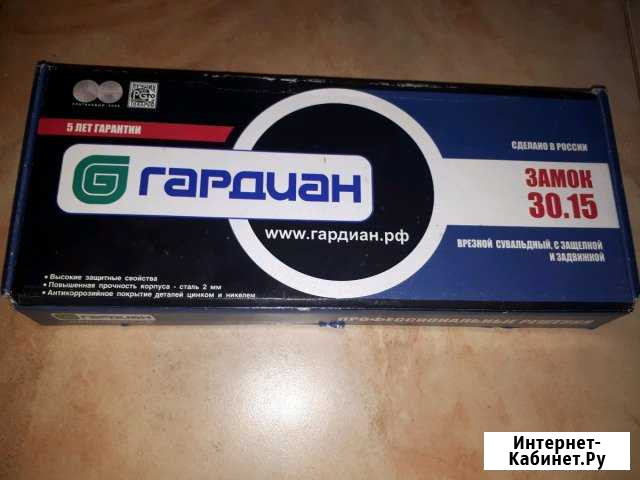 5 ЛЕТ ГАРАНТИИ
СДЕЛАНО В РОССИИ
ГАРДИАН
ЗАМОК
30.15
www.гардиан.рф
ВРЕЗНОЙ СУВАЛЬДНЫЙ, С ЗАЩЕЛКОЙ
И ЗАДВИЖКОЙ
• Высокие защитные свойства
• Повышенная прочность корпуса - сталь 2 мм
• Антикоррозийное покрытие деталей цинком и никелем
ГАРДИАН
Интернет-
Кабинет.Ру